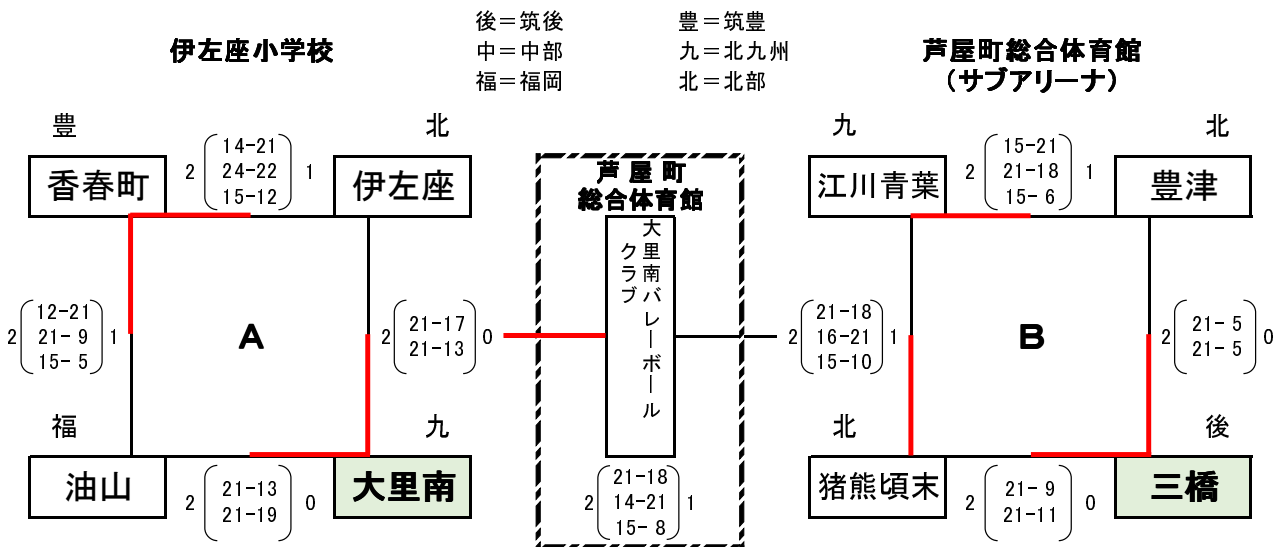 後＝筑後
豊＝筑豊
中＝中部
九＝北九州
福＝福岡
北＝北部
伊左座小学校
豊
北
香春町
2
14-21
24-22
15-12
1
伊左座
2
12-21
21- 9
15- 5
1
A
2
21-17
21-13
0
福
九
油山
2
21-13
21-19
0
大里南
芦屋町
総合体育館
大里南バレーボール
クラブ
2
21-18
14-21
15- 8
1
芦屋町総合体育館
（サブアリーナ）
九
北
江川青葉
2
15-21
21-18
15- 6
1
豊津
2
21-18
16-21
15-10
1
B
2
21- 5
21- 5
0
北
後
猪熊頃末
2
21- 9
21-11
0
三橋